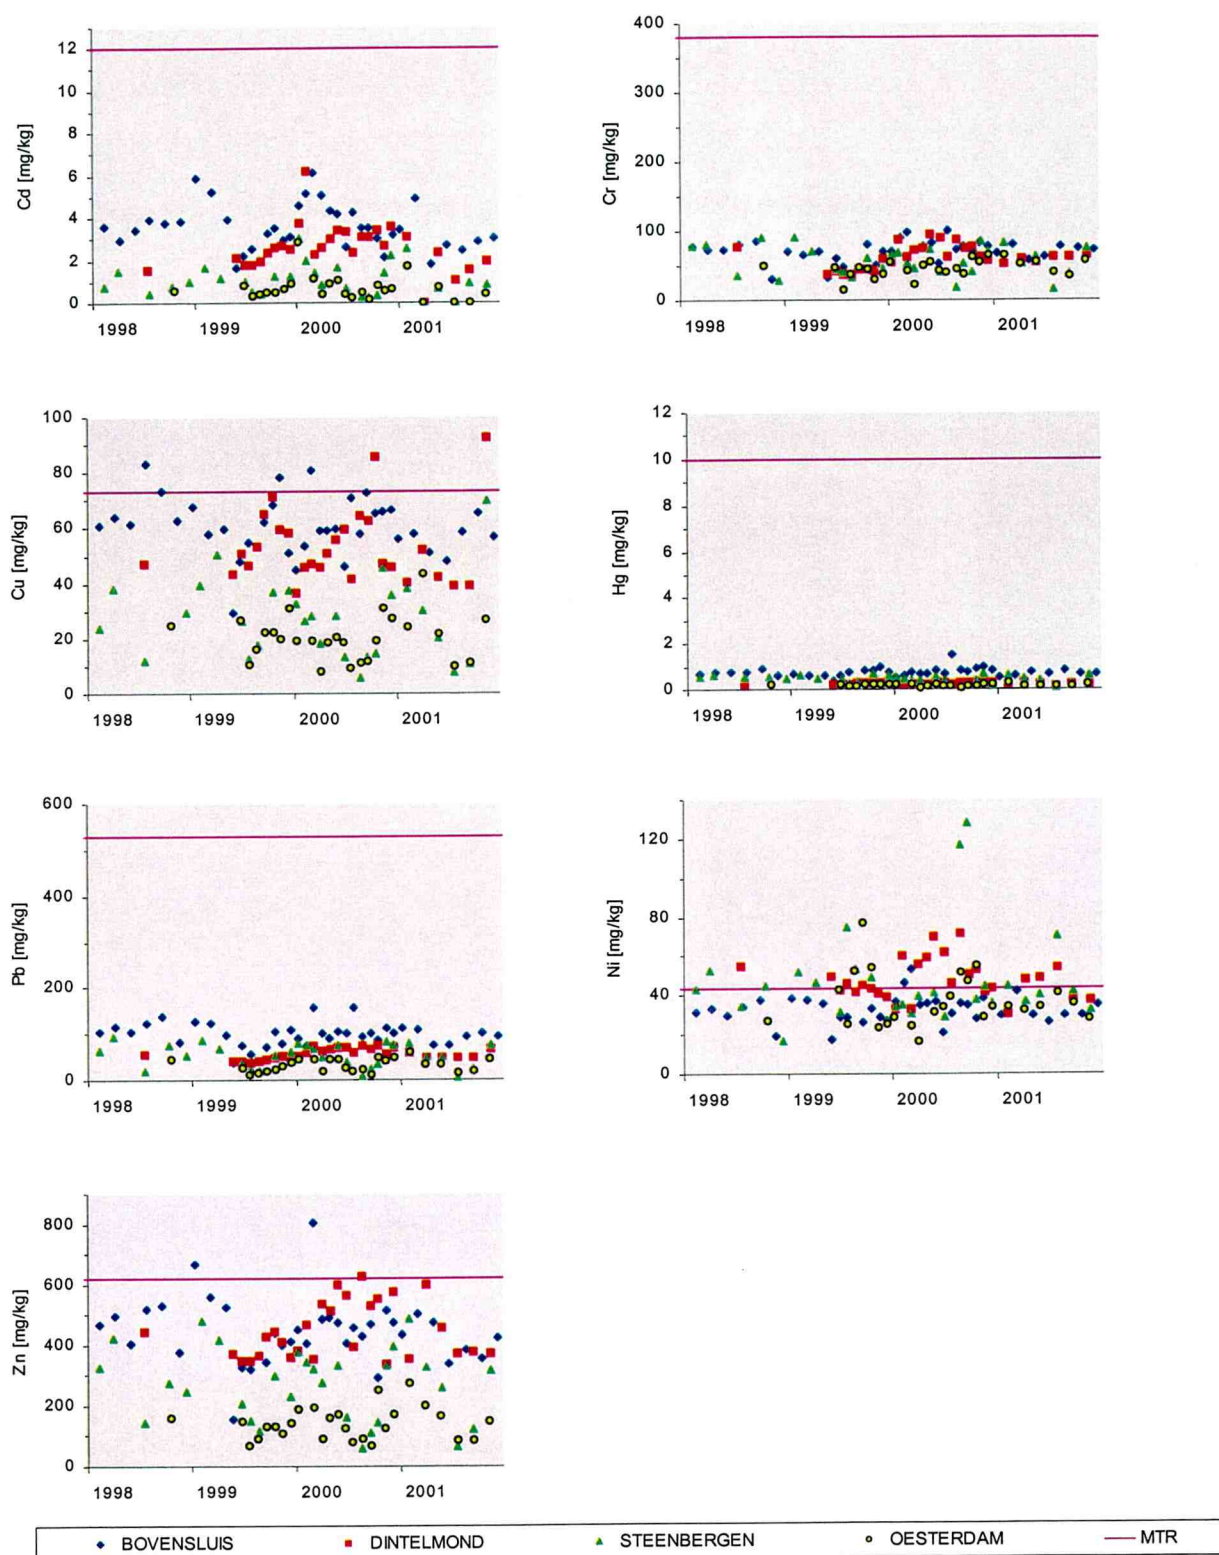 Cd [mg/kg]
12
10
8
6
4
2
0
1998 1999 2000 2001
Cr [mg/kg]
400
300
200
100
0
1998 1999 2000 2001
Cu [mg/kg]
100
80
60
40
20
0
1998 1999 2000 2001
Hg [mg/kg]
12
10
8
6
4
2
0
1998 1999 2000 2001
Pb [mg/kg]
600
400
200
0
1998 1999 2000 2001
Ni [mg/kg]
120
80
40
0
1998 1999 2000 2001
Zn [mg/kg]
800
600
400
200
0
1998 1999 2000 2001
BOVENSLUIS DINTELMOND STEENBERGEN OESTERDAM MTR